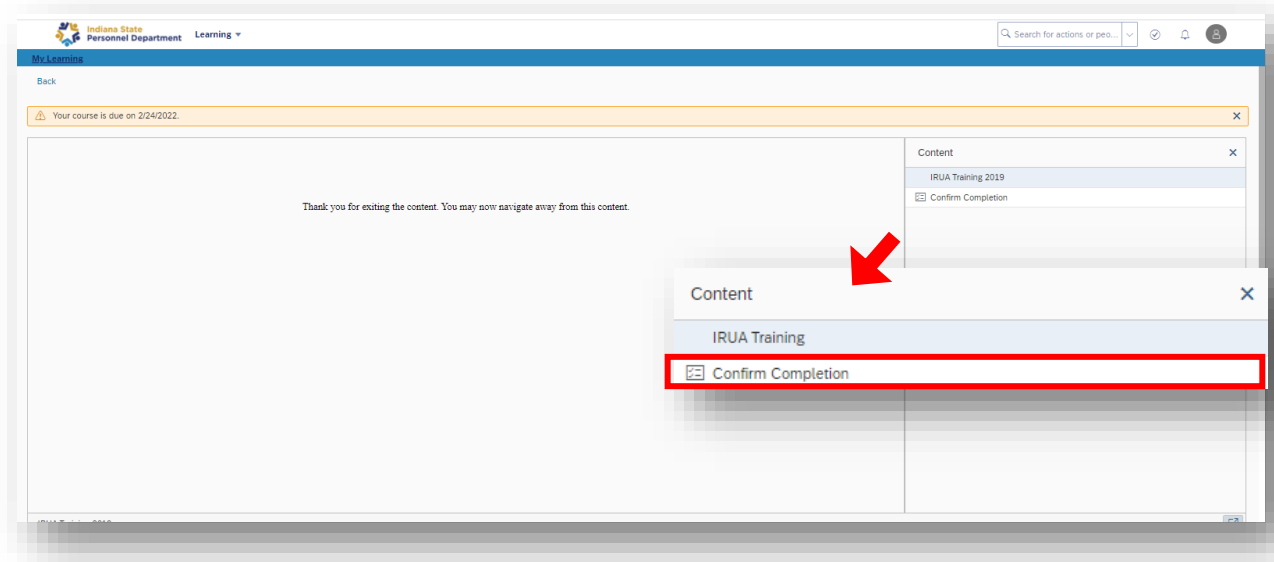 Indiana State
Personnel Department
Learning
Search for actions or peo...
My Learning
Back
Your course is due on 2/24/2022.
Content
IRUA Training 2019
Confirm Completion
Thank you for exiting the content. You may now navigate away from this content.
Content
IRUA Training
Confirm Completion